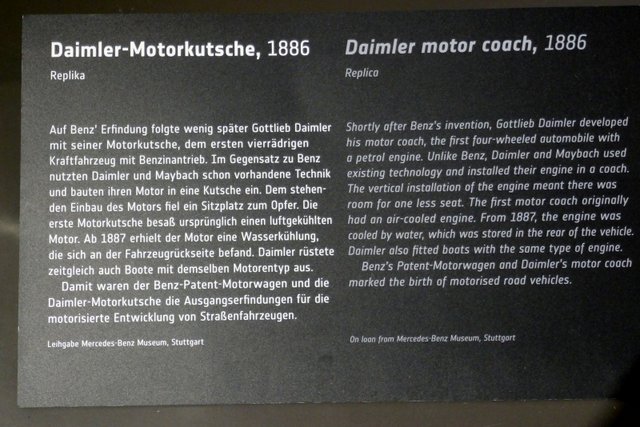 Daimler-Motorkutsche, 1886
Replika
Auf Benz' Erfindung folgte wenig später Gottlieb Daimler
mit seiner Motorkutsche, dem ersten vierrädrigen
Kraftfahrzeug mit Benzinantrieb. Im Gegensatz zu Benz
nutzten Daimler und Maybach schon vorhandene Technik
und bauten ihren Motor in eine Kutsche ein. Dem stehen-
den Einbau des Motors fiel ein Sitzplatz zum Opfer. Die
erste Motorkutsche besaß ursprünglich einen luftgekühlten
Motor. Ab 1887 erhielt der Motor eine Wasserkühlung,
die sich an der Fahrzeugrückseite befand. Daimler rüstete
zeitgleich auch Boote mit demselben Motorentyp aus.
Damit waren der Benz-Patent-Motorwagen und die
Daimler-Motorkutsche die Ausgangserfindungen für die
motorisierte Entwicklung von Straßenfahrzeugen.
Leihgabe Mercedes-Benz Museum, Stuttgart
Daimler motor coach, 1886
Replica
Shortly after Benz's invention, Gottlieb Daimler developed
his motor coach, the first four-wheeled automobile with
a petrol engine. Unlike Benz, Daimler and Maybach used
existing technology and installed their engine in a coach.
The vertical installation of the engine meant there was
room for one less seat. The first motor coach originally
had an air-cooled engine. From 1887, the engine was
cooled by water, which was stored in the rear of the vehicle.
Daimler also fitted boats with the same type of engine.
Benz's Patent-Motorwagen and Daimler's motor coach
marked the birth of motorised road vehicles.
On loan from Mercedes-Benz Museum, Stuttgart